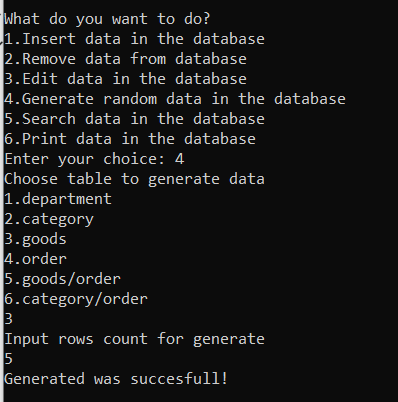 What do you want to do?
1.Insert data in the database
2.Remove data from database
3.Edit data in the database
4.Generate random data in the database
5.Search data in the database
6.Print data in the database
Enter your choice: 4
Choose table to generate data
1.department
2.category
3.goods
4.order
5.goods/order
6.category/order
3
Input rows count for generate
5
Generated was succesfull!